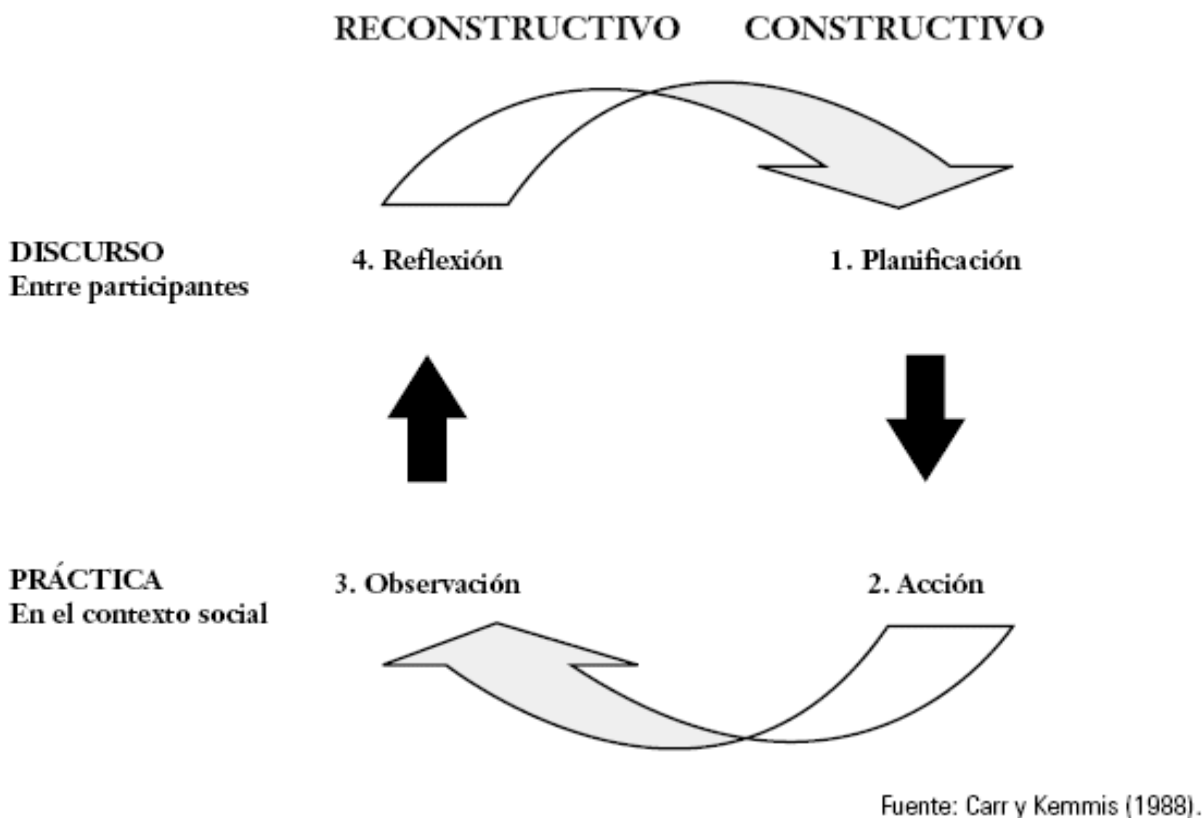 RECONSTRUCTIVO CONSTRUCTIVO
DISCURSO
Entre participantes
4. Reflexión
1. Planificación
PRÁCTICA
En el contexto social
3. Observación
2. Acción
Fuente: Carr y Kemmis (1988).